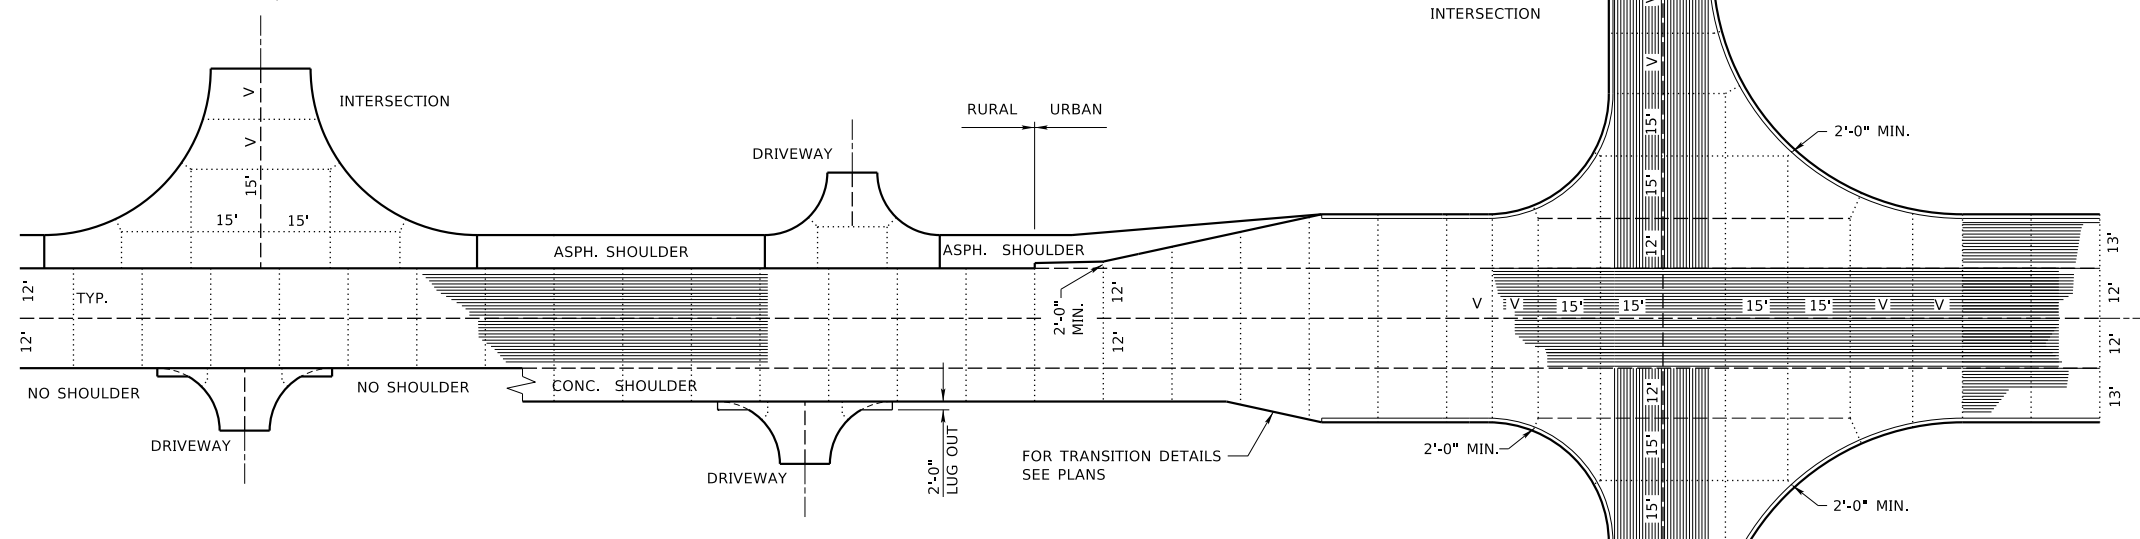 INTERSECTION
V
V
INTERSECTION
V
RURAL
URBAN
15'
2'-0" MIN.
V
DRIVEWAY
15'
15'
15'
15'
12'
13'
ASPH. SHOULDER
ASPH. SHOULDER
12'
TYP.
12'
12'
V
V
15'
15'
15'
15'
V
V
2'-0"
MIN.
12'
12'
12'
NO SHOULDER
NO SHOULDER
CONC. SHOULDER
12'
13'
DRIVEWAY
2'-0"
LUG OUT
FOR TRANSITION DETAILS
SEE PLANS
2'-0" MIN.
15'
DRIVEWAY
15'
2'-0" MIN.